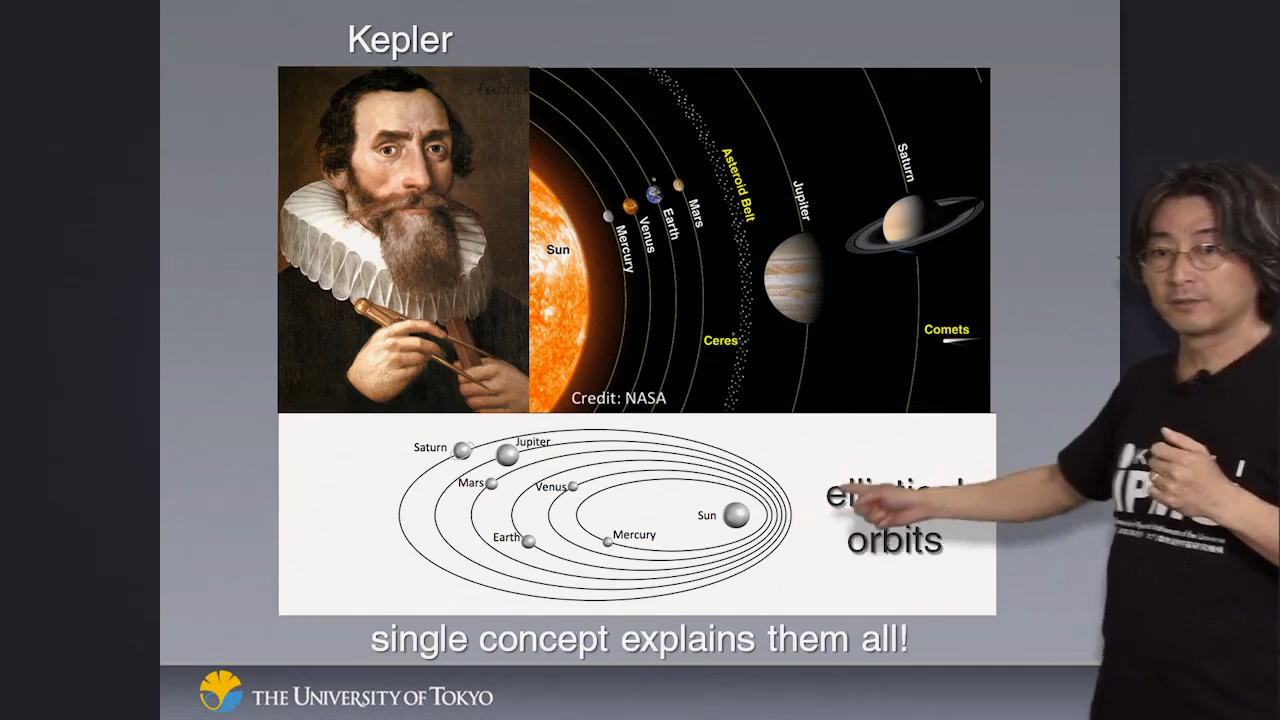 Kepler
Sun
Mercury
Venus
Earth
Mars
Asteroid Belt
Ceres
Jupiter
Saturn
Comets
Credit: NASA
Saturn
Jupiter
Mars
Venus
Sun
Earth
Mercury
orbits
single concept explains them all!
THE UNIVERSITY OF TOKYO